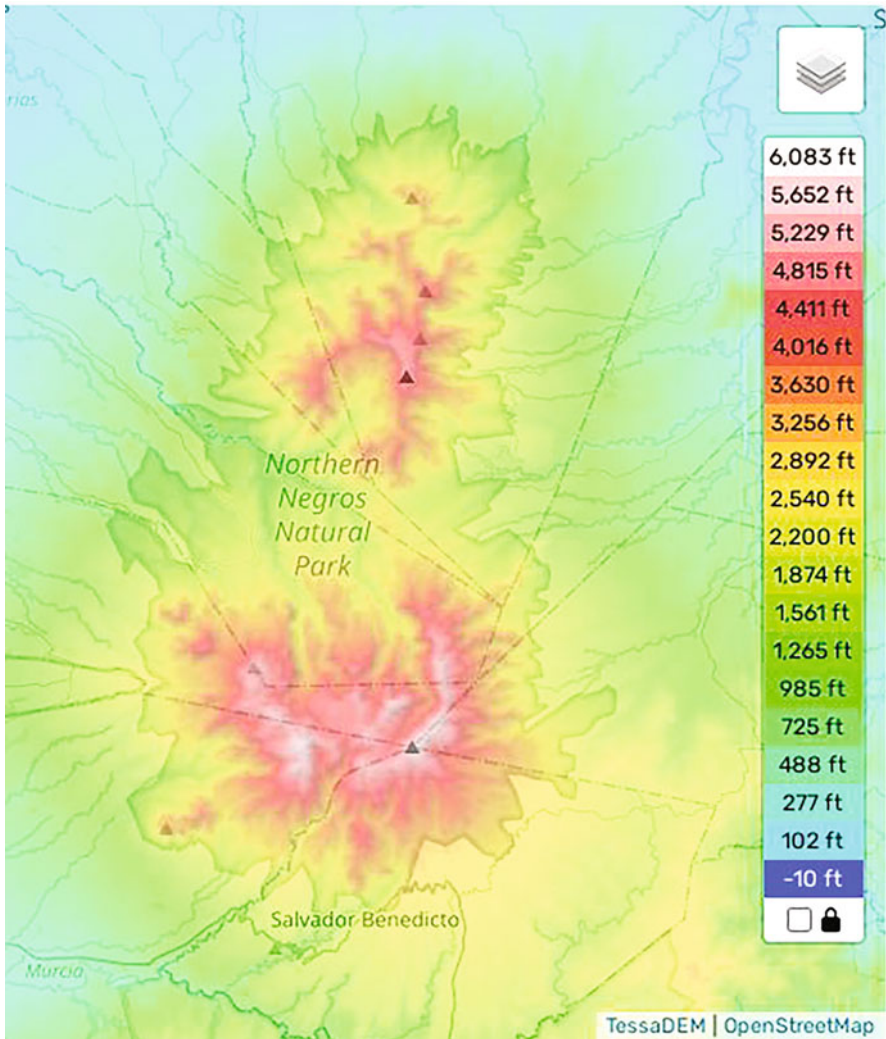 S
rias
6,083 ft
5,652 ft
5,229 ft
4,815 ft
4,411 ft
4,016 ft
3,630 ft
3,256 ft
2,892 ft
2,540 ft
2,200 ft
1,874 ft
1,561 ft
1,265 ft
985 ft
725 ft
488 ft
277 ft
102 ft
-10 ft
Northern
Negros
Natural
Park
Salvador Benedicto
Murcia
TessaDEM | OpenStreetMap